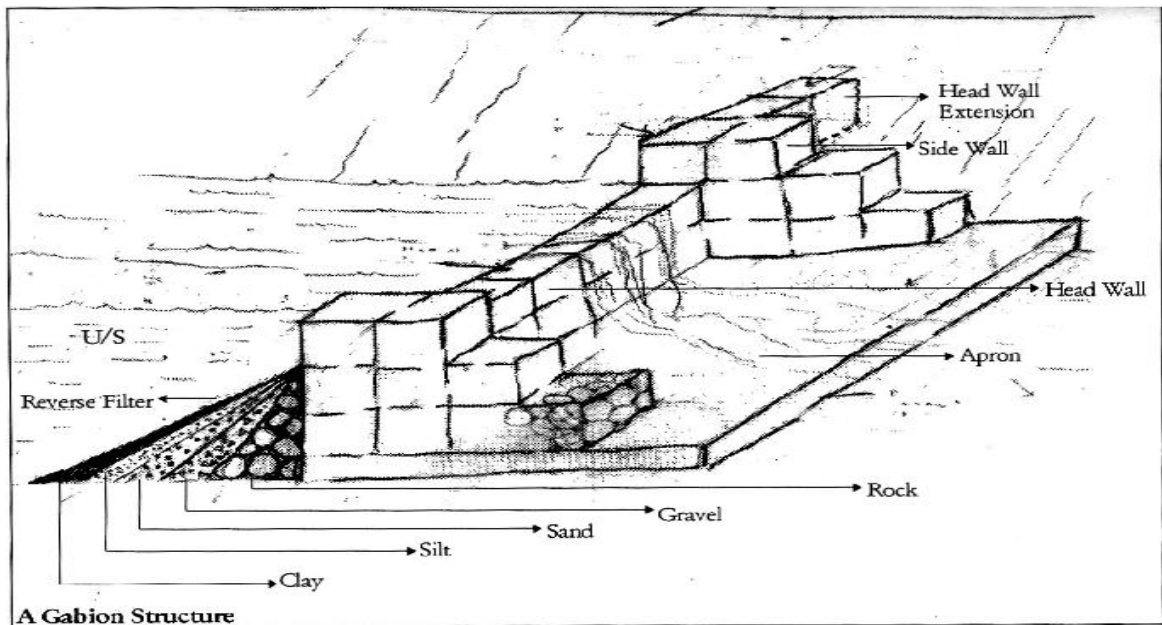 Head Wall
Extension
Side Wall
U/S
Head Wall
Apron
Reverse Filter
Rock
Gravel
Sand
Silt
Clay
A Gabion Structure